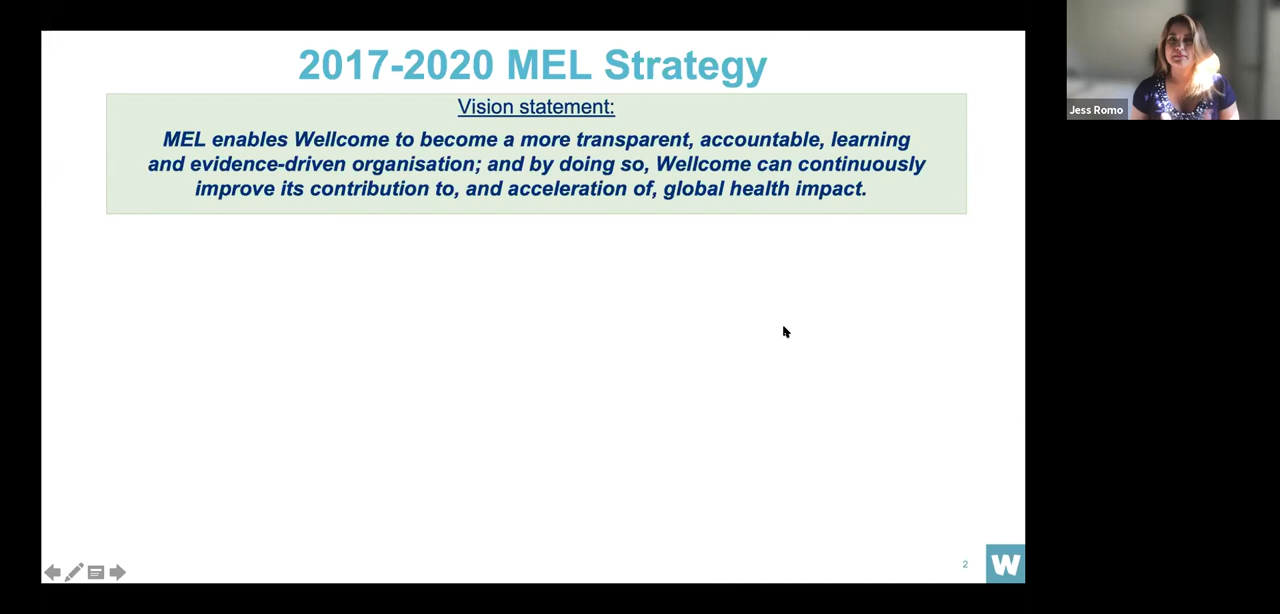 2017-2020 MEL Strategy
Vision statement:
MEL enables Wellcome to become a more transparent, accountable, learning
and evidence-driven organisation; and by doing so, Wellcome can continuously
improve its contribution to, and acceleration of, global health impact.
Jess Romo
2
W